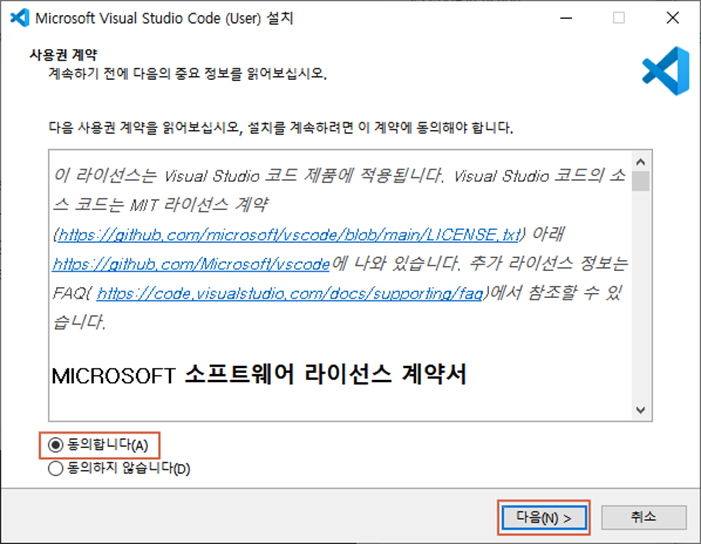 Microsoft Visual Studio Code (User) 설치
사용권 계약
계속하기 전에 다음의 중요 정보를 읽어보십시오.
다음 사용권 계약을 읽어보십시오, 설치를 계속하려면 이 계약에 동의해야 합니다.
이 라이선스는 Visual Studio 코드 제품에 적용됩니다. Visual Studio 코드의 소
스 코드는 MIT 라이선스 계약
(https://github.com/microsoft/vscode/blob/main/LICENSE.txt) 아래
https://github.com/Microsoft/vscode에 나와 있습니다. 추가 라이선스 정보는
FAQ( https://code.visualstudio.com/docs/supporting/faq)에서 참조할 수 있
습니다.
MICROSOFT 소프트웨어 라이선스 계약서
동의합니다(A)
동의하지 않습니다(D)
다음(N) >
취소